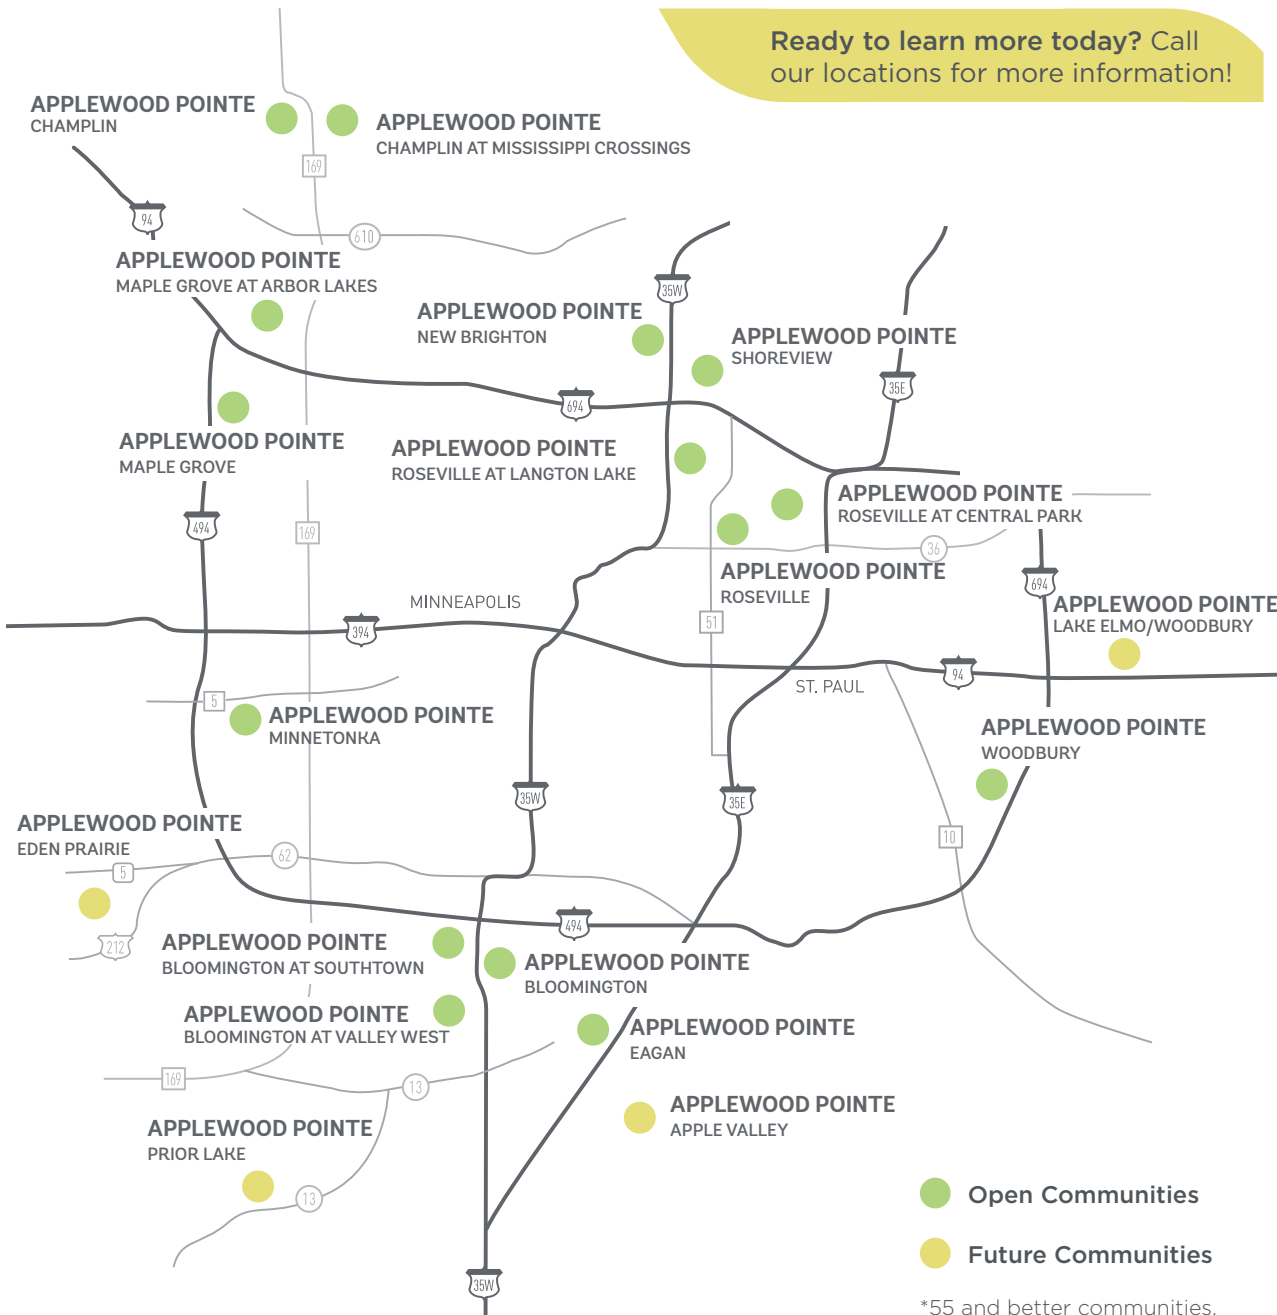 Ready to learn more today? Call
our locations for more information!
APPLEWOOD POINTE
CHAMPLIN
APPLEWOOD POINTE
CHAMPLIN AT MISSISSIPPI CROSSINGS
169
94
610
APPLEWOOD POINTE
MAPLE GROVE AT ARBOR LAKES
35W
APPLEWOOD POINTE
NEW BRIGHTON
APPLEWOOD POINTE
SHOREVIEW
35E
694
APPLEWOOD POINTE
MAPLE GROVE
APPLEWOOD POINTE
ROSEVILLE AT LANGTON LAKE
APPLEWOOD POINTE
ROSEVILLE AT CENTRAL PARK
494
169
36
APPLEWOOD POINTE
ROSEVILLE
694
APPLEWOOD POINTE
LAKE ELMO/WOODBURY
MINNEAPOLIS
394
51
94
ST. PAUL
5
APPLEWOOD POINTE
MINNETONKA
APPLEWOOD POINTE
WOODBURY
35W
35E
10
APPLEWOOD POINTE
EDEN PRAIRIE
62
5
494
212
APPLEWOOD POINTE
BLOOMINGTON AT SOUTHTOWN
APPLEWOOD POINTE
BLOOMINGTON
APPLEWOOD POINTE
BLOOMINGTON AT VALLEY WEST
APPLEWOOD POINTE
EAGAN
169
13
APPLEWOOD POINTE
APPLE VALLEY
APPLEWOOD POINTE
PRIOR LAKE
13
Open Communities
Future Communities
35W
*55 and better communities.